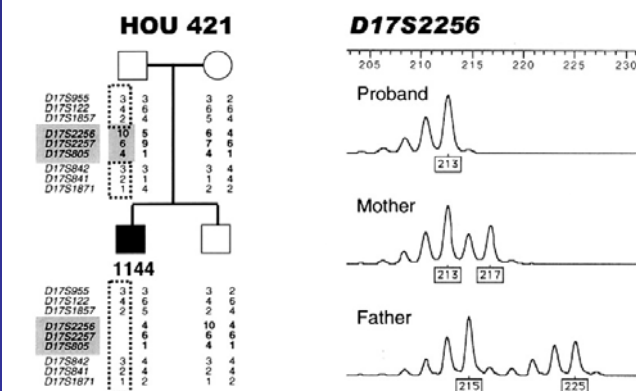 HOU 421
D17S955 3 3 3 2
D17S122 4 6 6 6
D17S1857 2 4 5 4
D17S2256 10 5 6 4
D17S2257 6 9 7 6
D17S805 4 1 4 1
D17S842 3 3 3 4
D17S841 2 1 1 4
D17S1871 1 4 2 2
1144
D17S955 3 3 3 2
D17S122 4 6 4 6
D17S1857 2 5 2 4
D17S2256 4 10 4
D17S2257 6 6 6
D17S805 1 4 1
D17S842 3 4 3 4
D17S841 2 4 2 4
D17S1871 1 2 1 2
D17S2256
205 210 215 220 225 230
Proband
213
Mother
213 217
Father
215 225